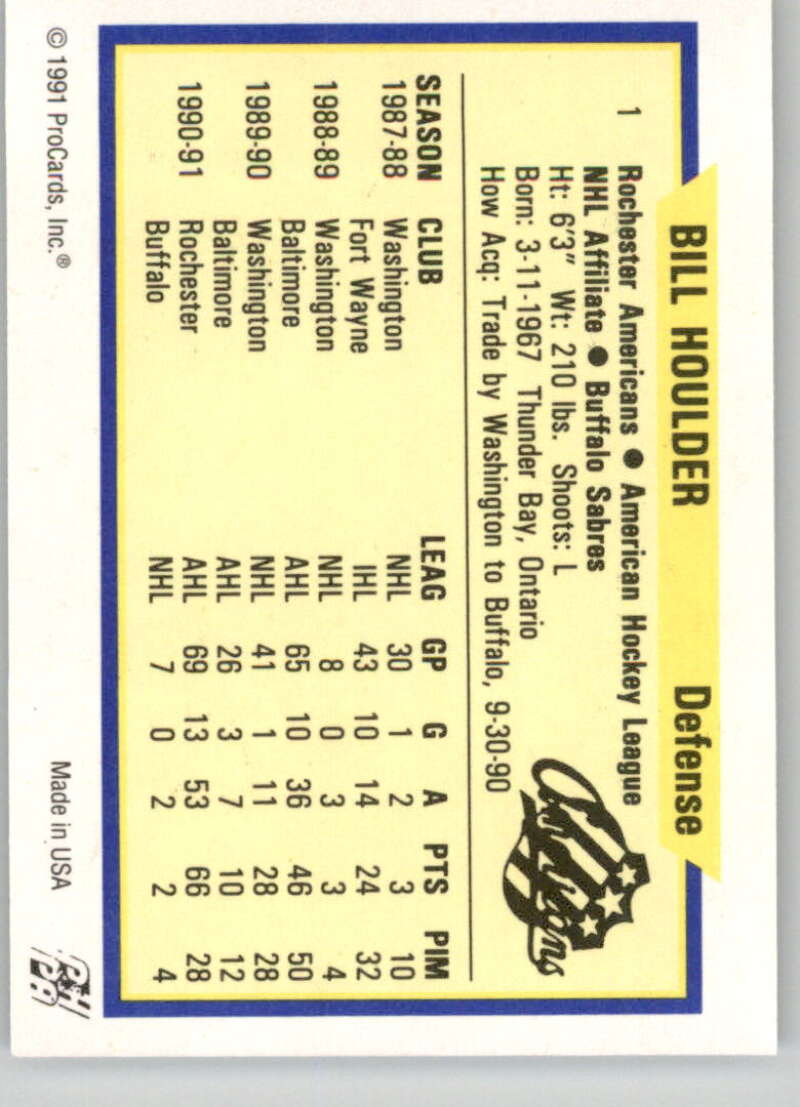 BILL HOULDER Defense
1 Rochester Americans ● American Hockey League
NHL Affiliate ● Buffalo Sabres
Ht: 6'3" Wt: 210 lbs. Shoots: L
Born: 3-11-1967 Thunder Bay, Ontario
How Acq: Trade by Washington to Buffalo, 9-30-90
Americans
SEASON CLUB LEAG GP G A PTS PIM
1987-88 Washington NHL 30 1 2 3 10
Fort Wayne IHL 43 10 14 24 32
1988-89 Washington NHL 8 0 3 3 4
Baltimore AHL 65 10 36 46 50
1989-90 Washington NHL 41 1 11 28 28
Baltimore AHL 26 3 7 10 12
1990-91 Rochester AHL 69 13 53 66 28
Buffalo NHL 7 0 2 2 4
© 1991 ProCards, Inc.® Made in USA
PH
PA